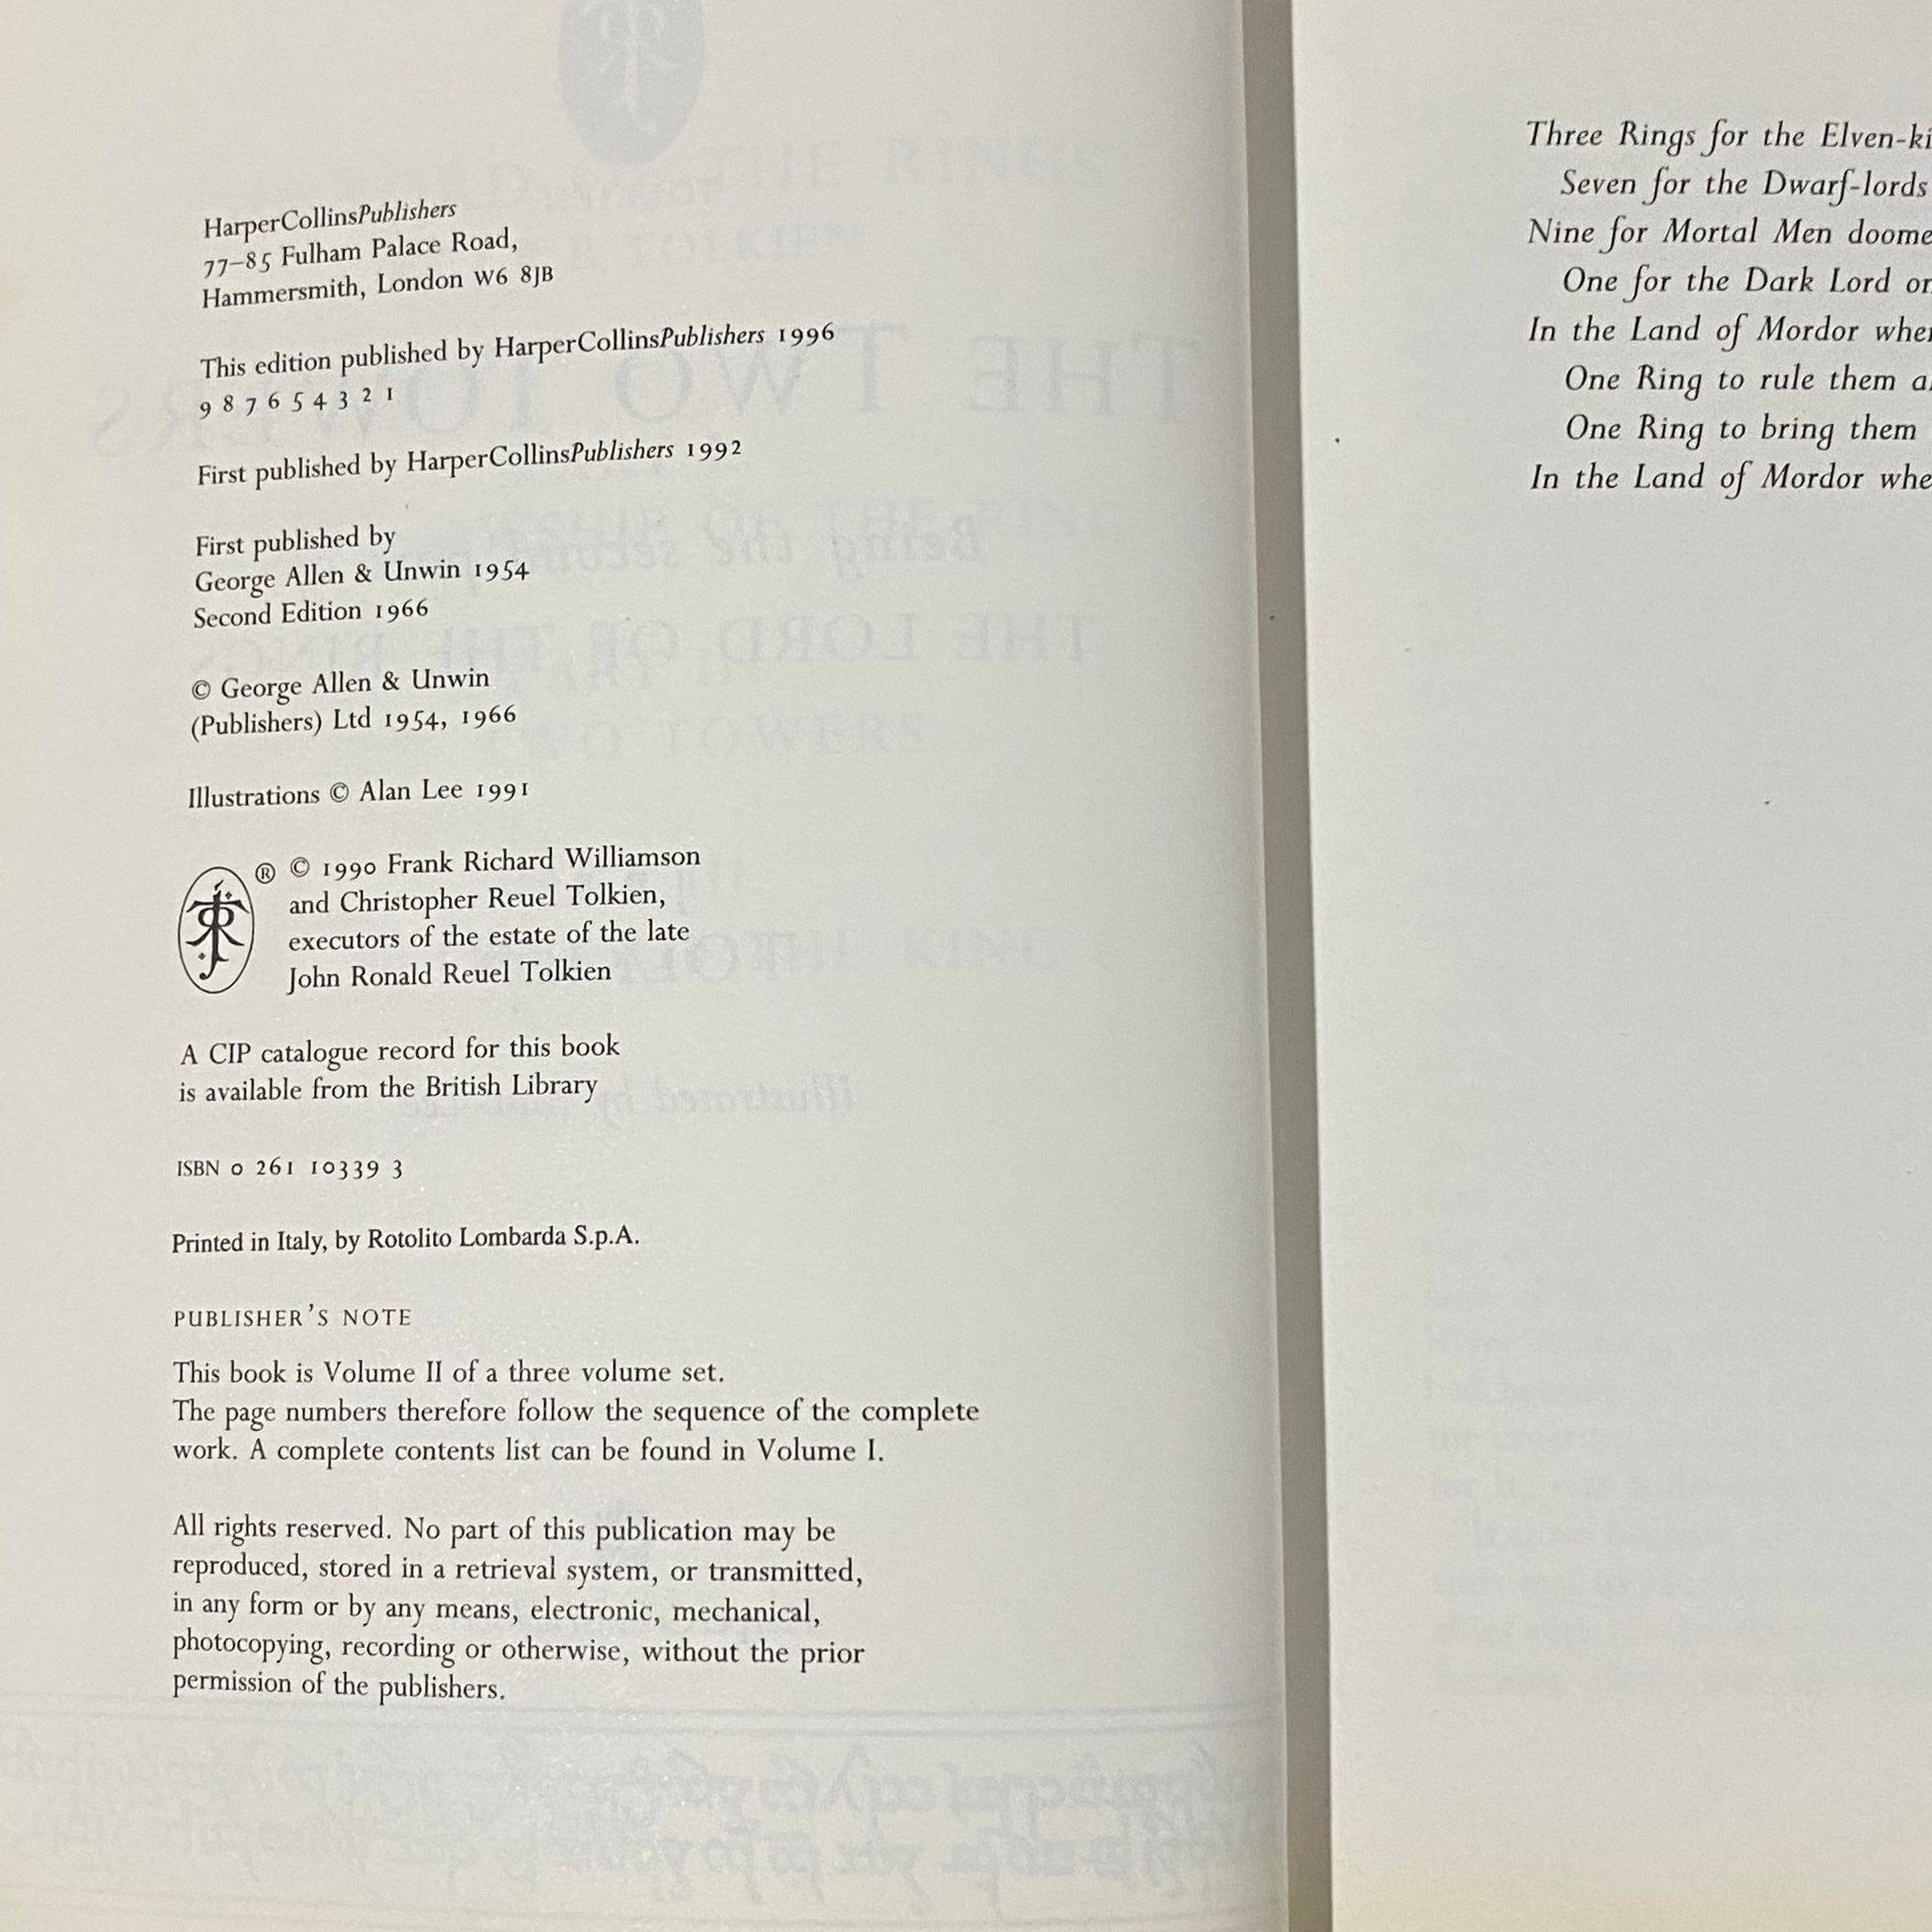 HarperCollinsPublishers
77–85 Fulham Palace Road,
Hammersmith, London W6 8JB
This edition published by HarperCollinsPublishers 1996
9 8 7 6 5 4 3 2 1
First published by HarperCollinsPublishers 1992
First published by
George Allen & Unwin 1954
Second Edition 1966
© George Allen & Unwin
(Publishers) Ltd 1954, 1966
Illustrations © Alan Lee 1991
® © 1990 Frank Richard Williamson
and Christopher Reuel Tolkien,
executors of the estate of the late
John Ronald Reuel Tolkien
A CIP catalogue record for this book
is available from the British Library
ISBN 0 261 10339 3
Printed in Italy, by Rotolito Lombarda S.p.A.
PUBLISHER'S NOTE
This book is Volume II of a three volume set.
The page numbers therefore follow the sequence of the complete
work. A complete contents list can be found in Volume I.
All rights reserved. No part of this publication may be
reproduced, stored in a retrieval system, or transmitted,
in any form or by any means, electronic, mechanical,
photocopying, recording or otherwise, without the prior
permission of the publishers.
Three Rings for the Elven-ki
Seven for the Dwarf-lords
Nine for Mortal Men doome
One for the Dark Lord on
In the Land of Mordor wher
One Ring to rule them a
One Ring to bring them
In the Land of Mordor whe